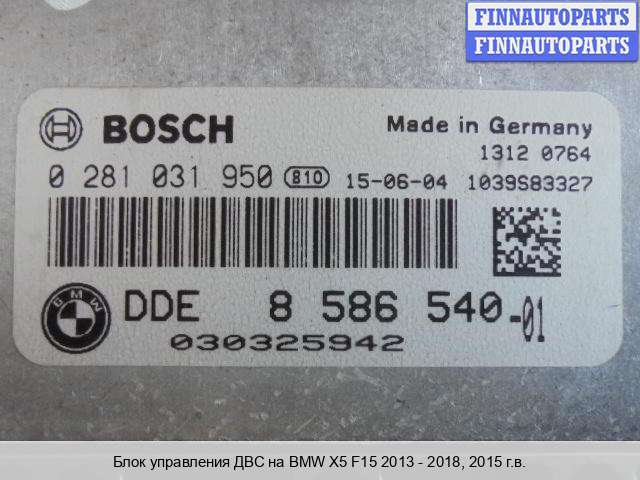 FINNAUTOPARTS
FINNAUTOPARTS
BOSCH
Made in Germany
1312 0764
0 281 031 950 810 15-06-04 1039S83327
BMW
DDE 8 586 540-01
030325942
Блок управления ДВС на BMW X5 F15 2013 - 2018, 2015 г.в.